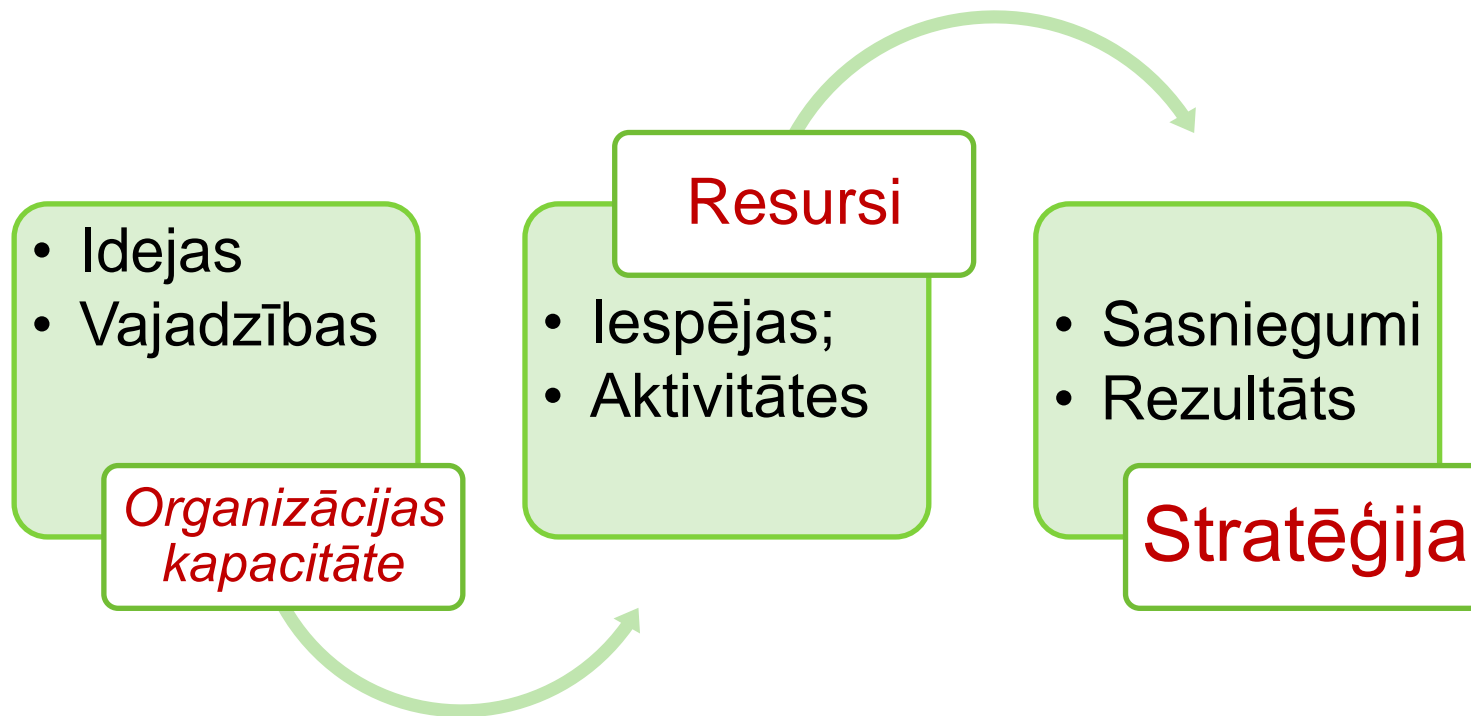 • Idejas
• Vajadzības
Organizācijas
kapacitāte
Resursi
• Iespējas;
• Aktivitātes
• Sasniegumi
• Rezultāts
Stratēģija